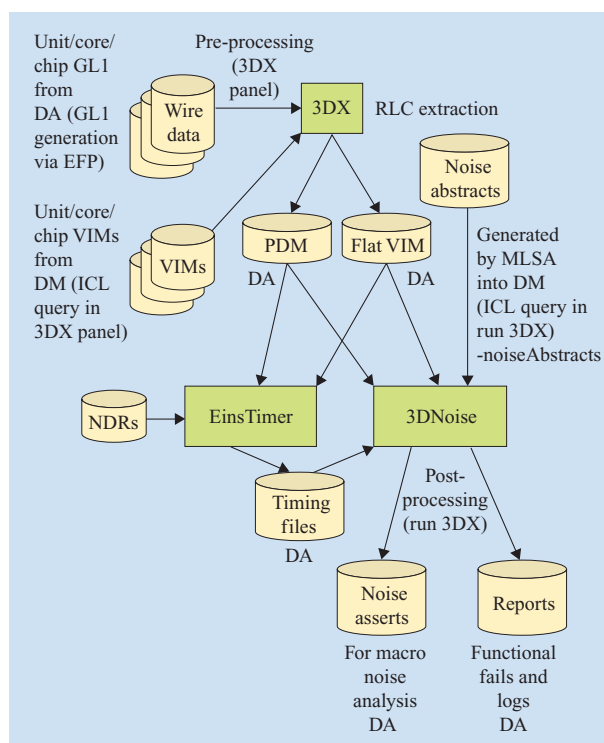 Unit/core/
chip GL1
from
DA (GL1
generation
via EFP)
Wire
data
Pre-processing
(3DX
panel)
3DX
RLC extraction
Noise
abstracts
Unit/core/
chip VIMs
from
DM (ICL
query in
3DX panel)
VIMs
PDM
DA
Flat VIM
DA
Generated
by MLSA
into DM
(ICL query in
run 3DX)
-noiseAbstracts
NDRs
EinsTimer
3DNoise
Timing
files
DA
Post-
processing
(run 3DX)
Noise
asserts
Reports
For macro
noise
analysis
DA
Functional
fails and
logs
DA